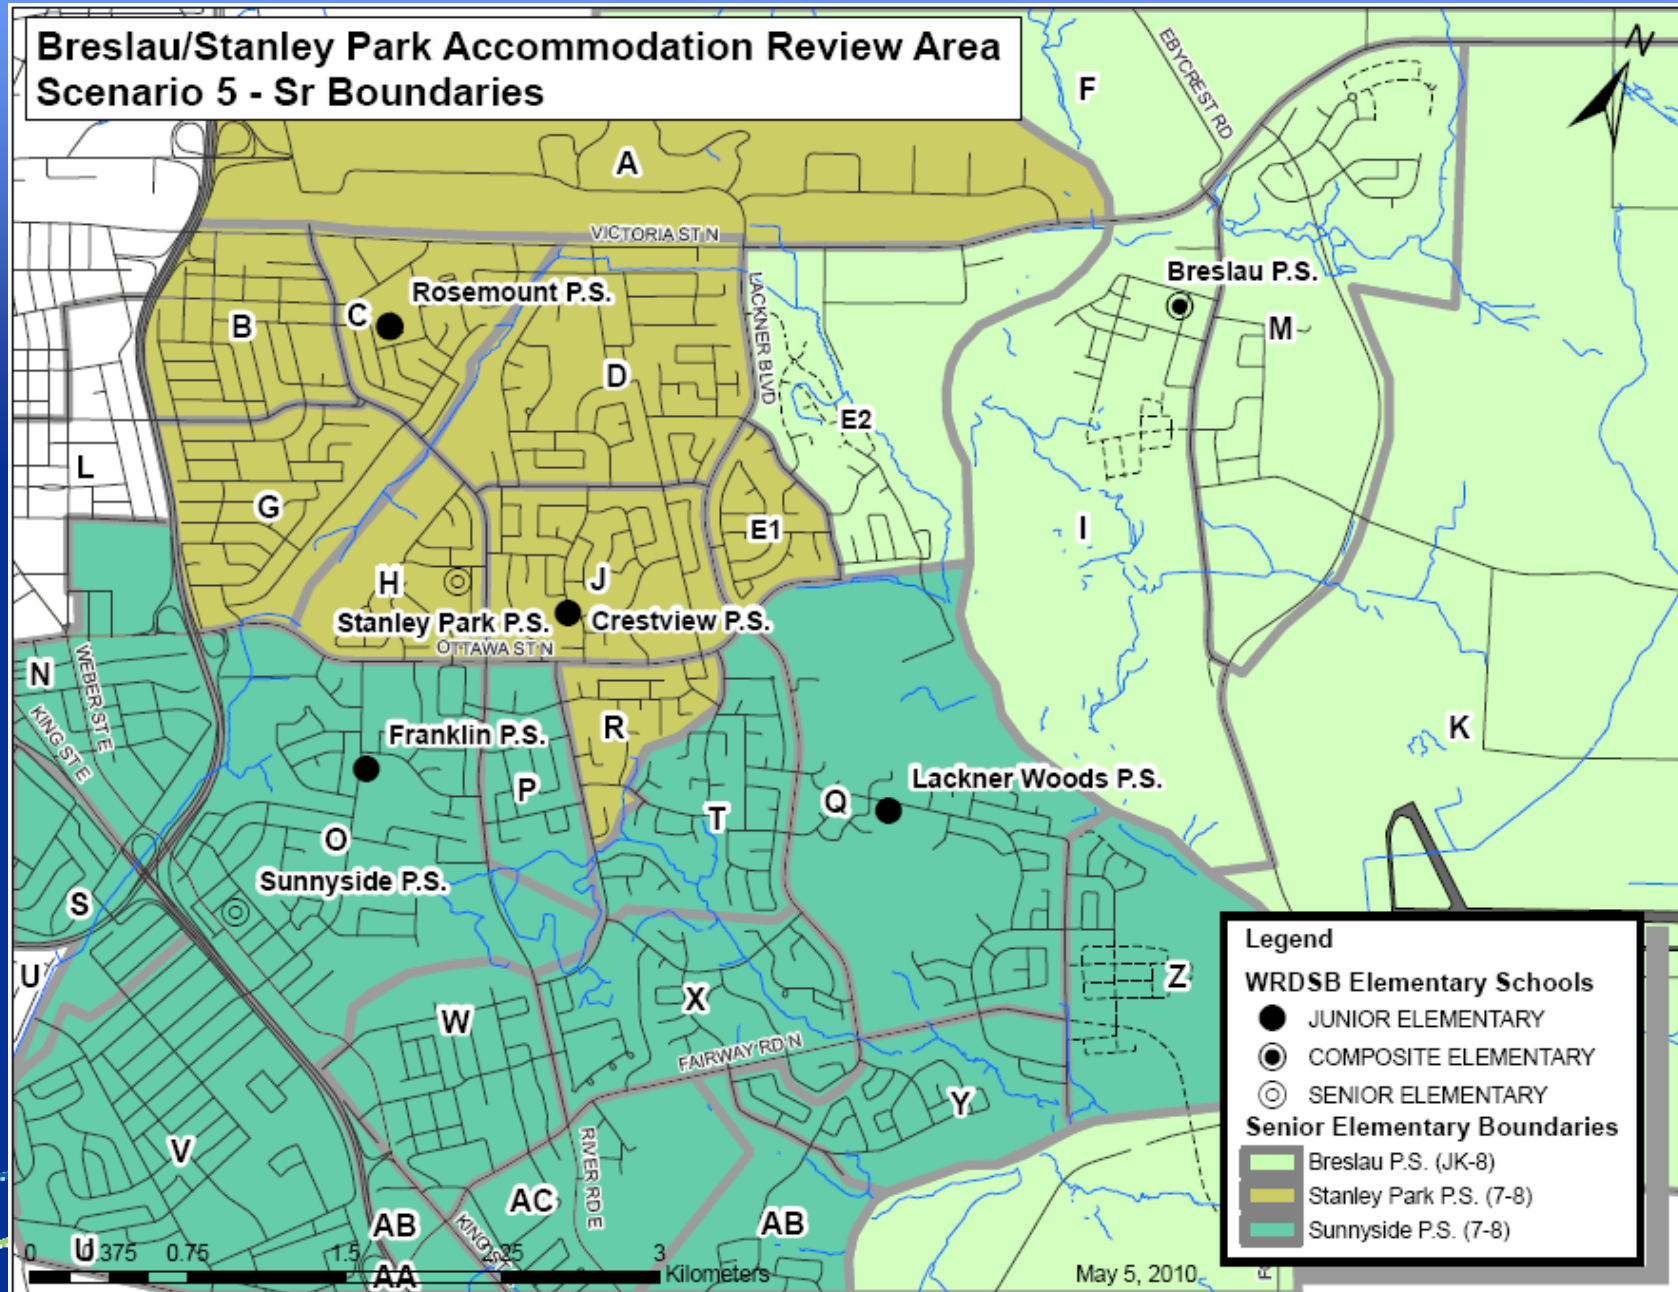 Breslau/Stanley Park Accommodation Review Area
Scenario 5 - Sr Boundaries
N
F
EBYCREST RD
A
VICTORIA ST N
Breslau P.S.
LACKNER BLVD
Rosemount P.S.
C
B
M
D
E2
L
G
E1
I
H
J
Stanley Park P.S.
Crestview P.S.
OTTAWA ST N
N
WEBER ST E
KING ST E
R
K
Franklin P.S.
Lackner Woods P.S.
P
Q
T
O
Sunnyside P.S.
S
U
Z
X
W
FAIRWAY RD N
Y
V
RIVER RD E
AC
AB
KING ST
AB
U
AA
0
0.375
0.75
1.5
2.25
3
Kilometers
May 5, 2010
R
Legend
WRDSB Elementary Schools
JUNIOR ELEMENTARY
COMPOSITE ELEMENTARY
SENIOR ELEMENTARY
Senior Elementary Boundaries
Breslau P.S. (JK-8)
Stanley Park P.S. (7-8)
Sunnyside P.S. (7-8)